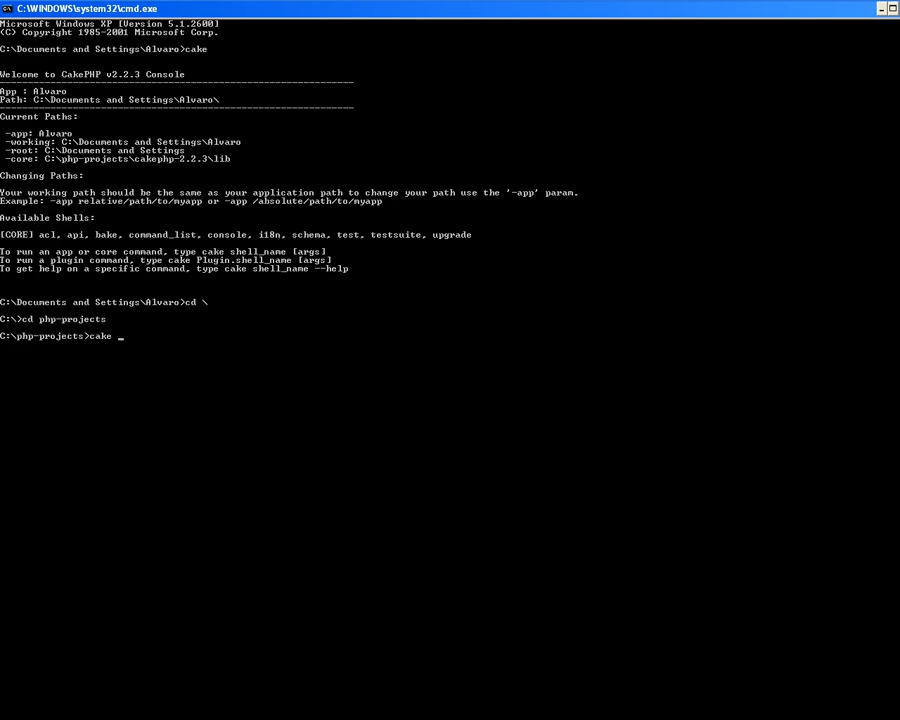 C:\WINDOWS\system32\cmd.exe
Microsoft Windows XP [Version 5.1.2600]
(C) Copyright 1985-2001 Microsoft Corp.
C:\Documents and Settings\Alvaro>cake
Welcome to CakePHP v2.2.3 Console
---------------------------------------------------------------
App : Alvaro
Path: C:\Documents and Settings\Alvaro\
---------------------------------------------------------------
Current Paths:
-app: Alvaro
-working: C:\Documents and Settings\Alvaro
-root: C:\Documents and Settings
-core: C:\php-projects\cakephp-2.2.3\lib
Changing Paths:
Your working path should be the same as your application path to change your path use the '-app' param.
Example: -app relative/path/to/myapp or -app /absolute/path/to/myapp
Available Shells:
[CORE] acl, api, bake, command_list, console, i18n, schema, test, testsuite, upgrade
To run an app or core command, type cake shell_name [args]
To run a plugin command, type cake Plugin.shell_name [args]
To get help on a specific command, type cake shell_name --help
C:\Documents and Settings\Alvaro>cd \
C:\>cd php-projects
C:\php-projects>cake _